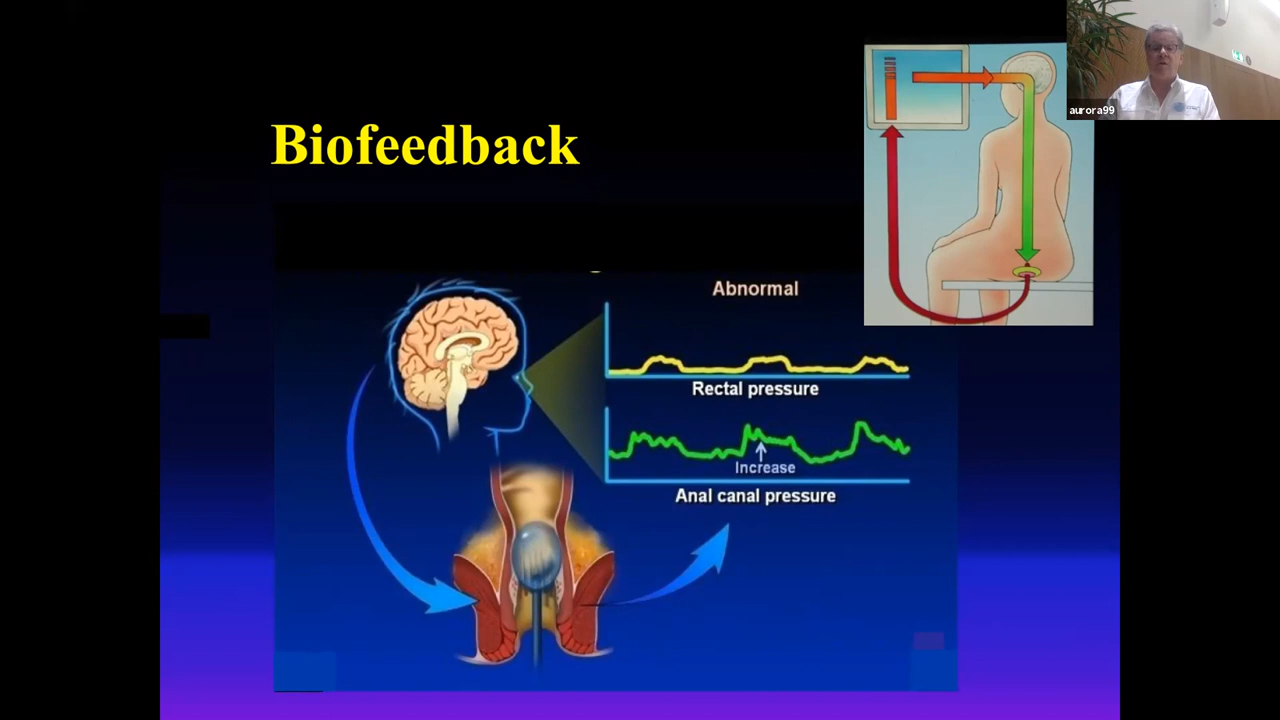 Biofeedback
aurora99
Abnormal
Rectal pressure
Increase
Anal canal pressure